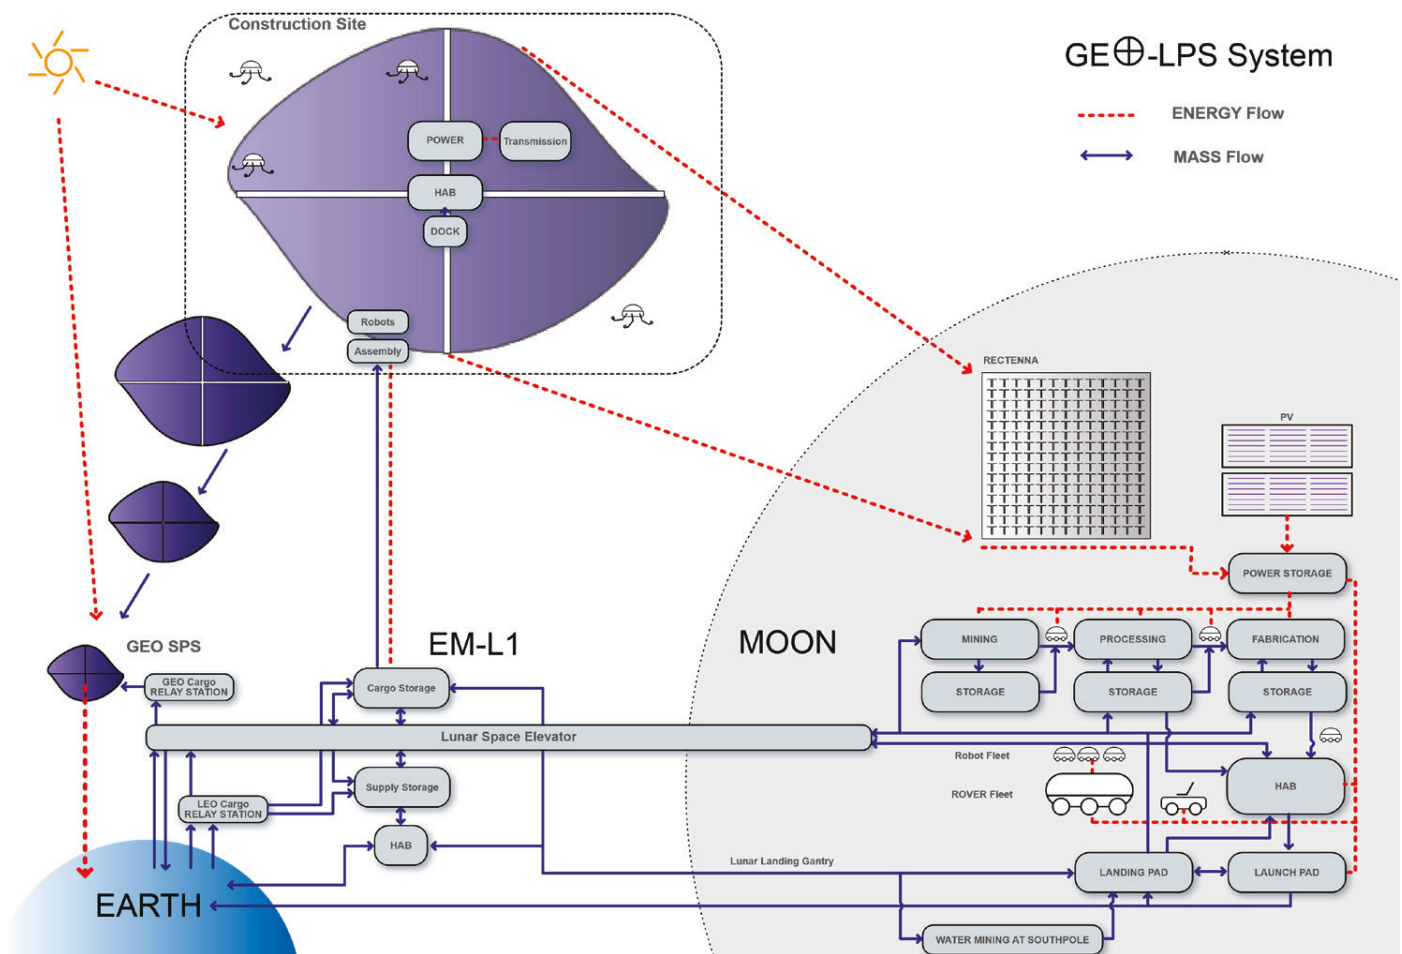 Construction Site
GE⊕-LPS System
ENERGY Flow
MASS Flow
POWER
Transmission
HAB
DOCK
Robots
Assembly
RECTENNA
PV
POWER STORAGE
GEO SPS
EM-L1
MOON
MINING
PROCESSING
FABRICATION
GEO Cargo
RELAY STATION
Cargo Storage
STORAGE
STORAGE
STORAGE
Lunar Space Elevator
Robot Fleet
ROVER Fleet
Supply Storage
HAB
LEO Cargo
RELAY STATION
HAB
Lunar Landing Gantry
LANDING PAD
LAUNCH PAD
EARTH
WATER MINING AT SOUTHPOLE